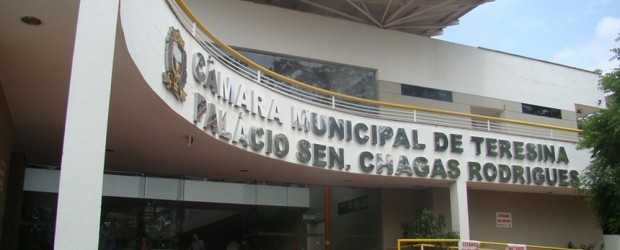 CÂMARA MUNICIPAL DE TERESINA
PALÁCIO SEN. CHAGAS RODRIGUES